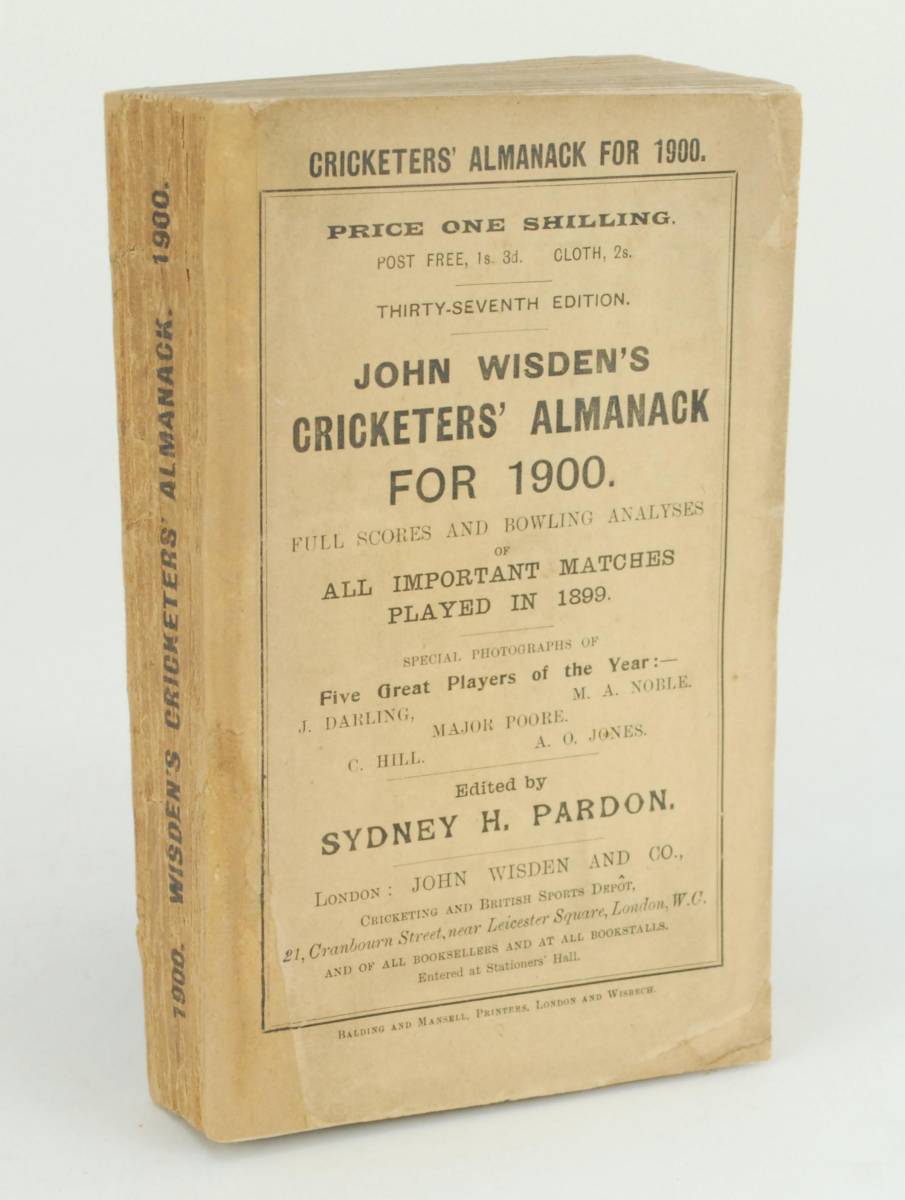 1900. WISDEN'S CRICKETERS' ALMANACK. 1900.
CRICKETERS' ALMANACK FOR 1900.
PRICE ONE SHILLING.
POST FREE, 1s. 3d. CLOTH, 2s.
THIRTY-SEVENTH EDITION.
JOHN WISDEN'S
CRICKETERS' ALMANACK
FOR 1900.
FULL SCORES AND BOWLING ANALYSES
OF
ALL IMPORTANT MATCHES
PLAYED IN 1899.
SPECIAL PHOTOGRAPHS OF
Five Great Players of the Year:—
J. DARLING, M. A. NOBLE.
MAJOR POORE.
C. HILL. A. O. JONES.
Edited by
SYDNEY H. PARDON.
LONDON: JOHN WISDEN AND CO.,
CRICKETING AND BRITISH SPORTS DEPÔT,
21, Cranbourn Street, near Leicester Square, London, W.C.
AND OF ALL BOOKSELLERS AND AT ALL BOOKSTALLS.
Entered at Stationers' Hall.
BALDING AND MANSELL, PRINTERS, LONDON AND WISBECH.